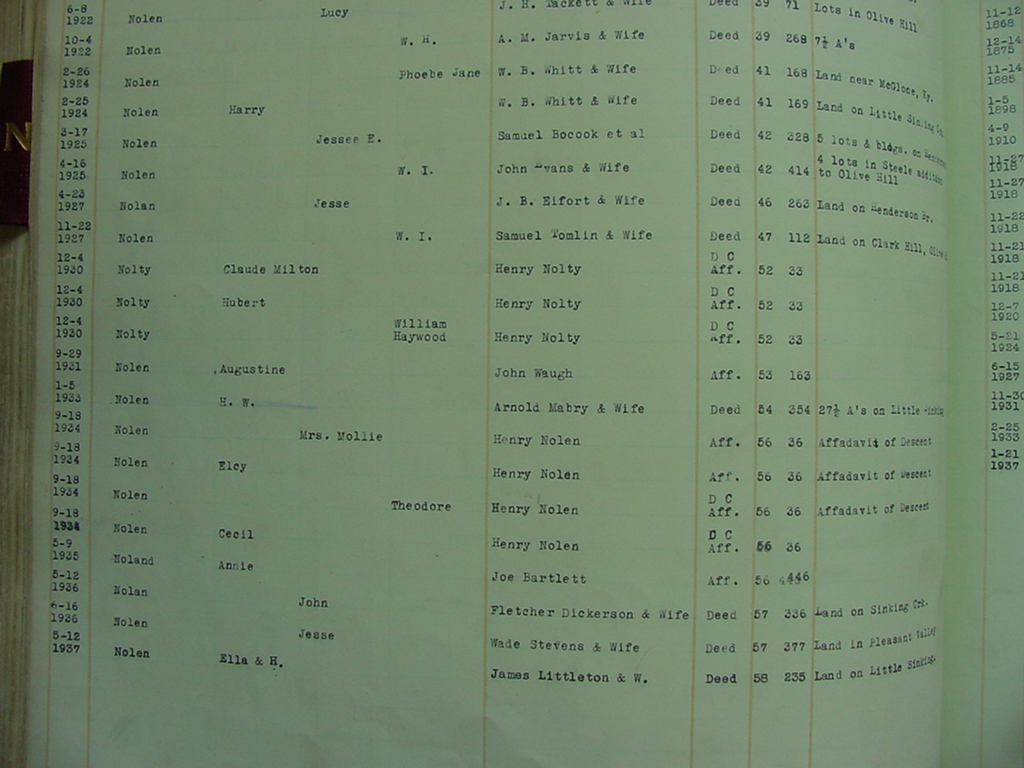 6-8 1922 Nolen Lucy J. H. Tackett & Wife Deed 39 71 Lots in Olive Hill
10-4 1922 Nolen W. H. A. M. Jarvis & Wife Deed 39 268 7½ A's
2-26 1924 Nolen Phoebe Jane W. B. Whitt & Wife Deed 41 168 Land near McGlone, Ky.
2-25 1924 Nolen Harry W. B. Whitt & Wife Deed 41 169 Land on Little Sinking
3-17 1925 Nolen Jessee E. Samuel Bocook et al Deed 42 328 5 lots & bldgs. on
4-16 1925 Nolen W. I. John Evans & Wife Deed 42 414 4 lots in Steele addition to Olive Hill
4-23 1927 Nolan Jesse J. B. Elfort & Wife Deed 46 263 Land on Henderson Br.
11-22 1927 Nolen W. I. Samuel Tomlin & Wife Deed 47 112 Land on Clark Hill,
12-4 1930 Nolty Claude Milton Henry Nolty D C Aff. 52 33
12-4 1930 Nolty Hubert Henry Nolty D C Aff. 52 33
12-4 1930 Nolty William Haywood Henry Nolty D C Aff. 52 33
9-29 1931 Nolen Augustine John Waugh Aff. 53 163
1-5 1933 Nolen H. W. Arnold Mabry & Wife Deed 54 354 27½ A's on Little Sinking
9-18 1934 Nolen Mrs. Mollie Henry Nolen Aff. 56 36 Affadavit of Descent
9-18 1934 Nolen Elcy Henry Nolen Aff. 56 36 Affadavit of Descent
9-18 1934 Nolen Theodore Henry Nolen D C Aff. 56 36 Affadavit of Descent
9-18 1934 Nolen Cecil Henry Nolen D C Aff. 56 36
5-9 1935 Noland Annie Joe Bartlett Aff. 56 446
5-12 1936 Nolan John Fletcher Dickerson & Wife Deed 57 336 Land on Sinking Crk.
6-16 1936 Nolen Jesse Wade Stevens & Wife Deed 57 377 Land in Pleasant Valley
5-12 1937 Nolen Ella & H. James Littleton & W. Deed 58 235 Land on Little Sinking
N
11-12 1868
12-14 1875
11-14 1885
1-5 1898
4-9 1910
11-27 1918
11-27 1918
11-22 1918
11-21 1918
11-21 1918
12-7 1920
5-21 1924
6-15 1927
11-30 1931
2-25 1933
1-21 1937